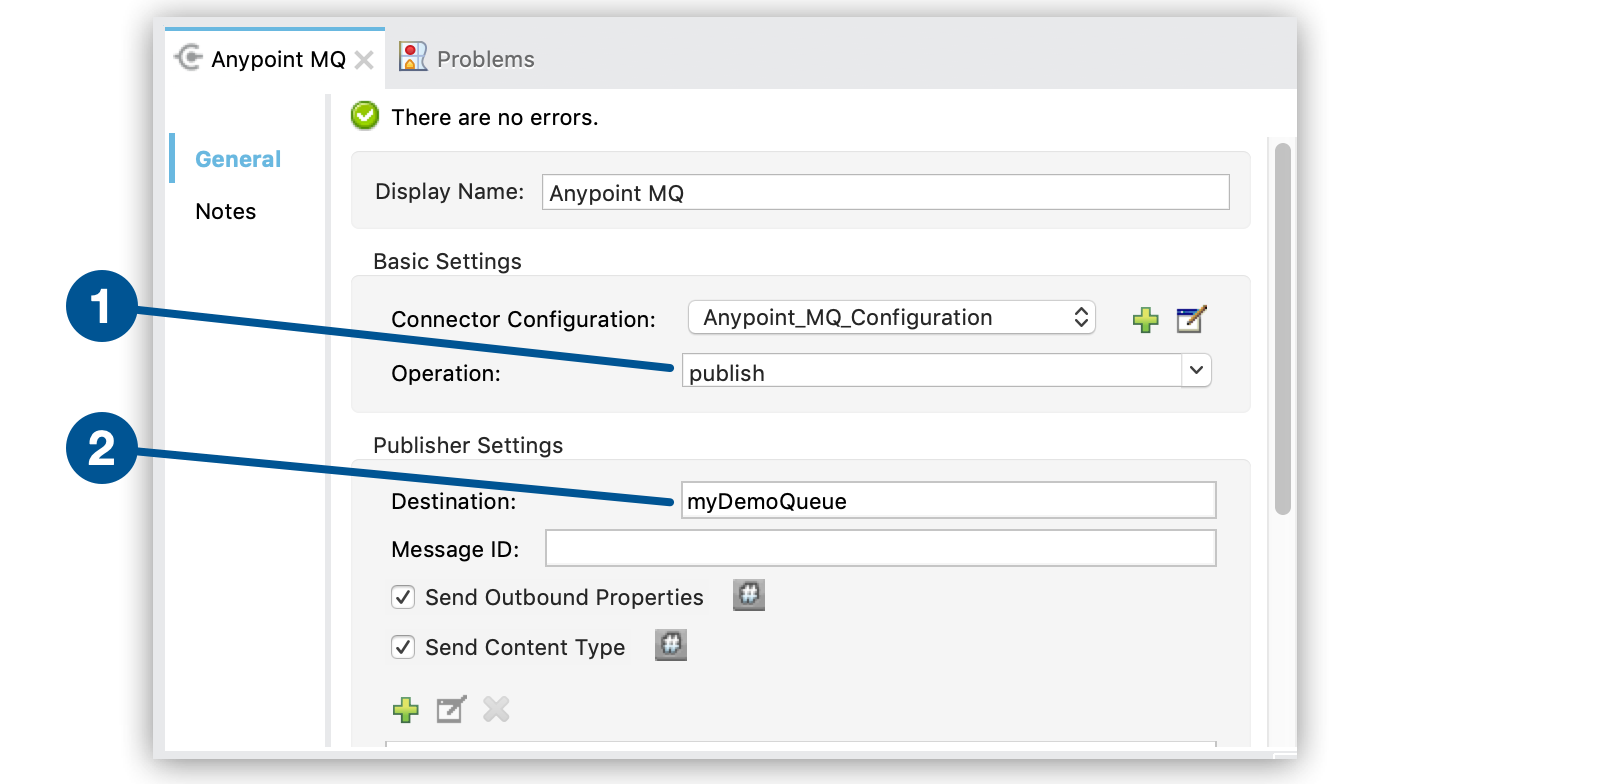 Anypoint MQ
Problems
There are no errors.
General
Notes
Display Name: Anypoint MQ
Basic Settings
1
Connector Configuration: Anypoint_MQ_Configuration
Operation: publish
2
Publisher Settings
Destination: myDemoQueue
Message ID:
Send Outbound Properties #
Send Content Type #